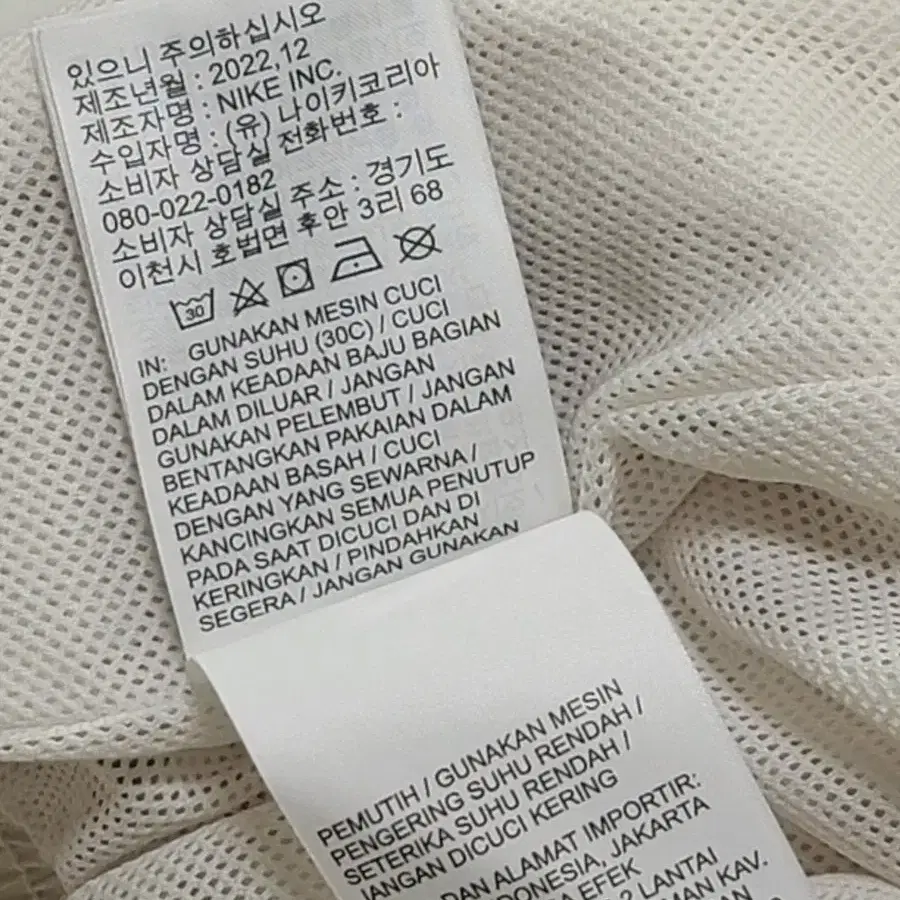 있으니 주의하십시오
제조년월 : 2022,12
제조자명 : NIKE INC.
수입자명 : (유) 나이키코리아
소비자 상담실 전화번호 :
080-022-0182
소비자 상담실 주소 : 경기도
이천시 호법면 후안 3리 68
30
IN: GUNAKAN MESIN CUCI
DENGAN SUHU (30C) / CUCI
DALAM KEADAAN BAJU BAGIAN
DALAM DILUAR / JANGAN
GUNAKAN PELEMBUT / JANGAN
BENTANGKAN PAKAIAN DALAM
KEADAAN BASAH / CUCI
DENGAN YANG SEWARNA /
KANCINGKAN SEMUA PENUTUP
PADA SAAT DICUCI DAN DI
KERINGKAN / PINDAHKAN
SEGERA / JANGAN GUNAKAN
PEMUTIH / GUNAKAN MESIN
PENGERING SUHU RENDAH /
SETERIKA SUHU RENDAH /
JANGAN DICUCI KERING
DAN ALAMAT IMPORTIR:
DONESIA, JAKARTA
EFEK
2 LANTAI
MAN KAV.